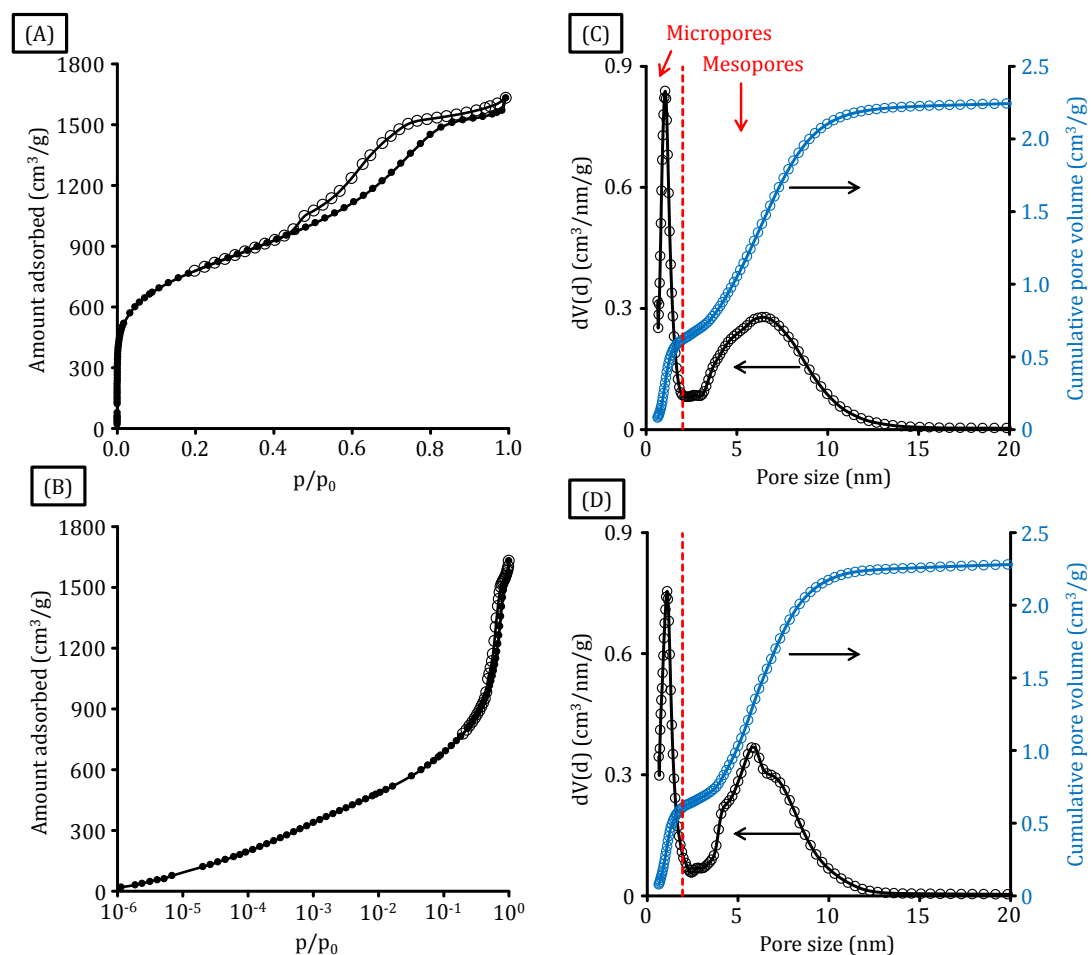 (A)
Amount adsorbed (cm³/g)
1800
1500
1200
900
600
300
0
0.0 0.2 0.4 0.6 0.8 1.0
p/p₀
(C)
Micropores
Mesopores
dV(d) (cm³/nm/g)
0.9
0.6
0.3
0
0 5 10 15 20
Pore size (nm)
2.5
2.0
1.5
1.0
0.5
0
Cumulative pore volume (cm³/g)
(B)
Amount adsorbed (cm³/g)
1800
1500
1200
900
600
300
0
10⁻⁶ 10⁻⁵ 10⁻⁴ 10⁻³ 10⁻² 10⁻¹ 10⁰
p/p₀
(D)
dV(d) (cm³/nm/g)
0.9
0.6
0.3
0
0 5 10 15 20
Pore size (nm)
2.5
2.0
1.5
1.0
0.5
0
Cumulative pore volume (cm³/g)